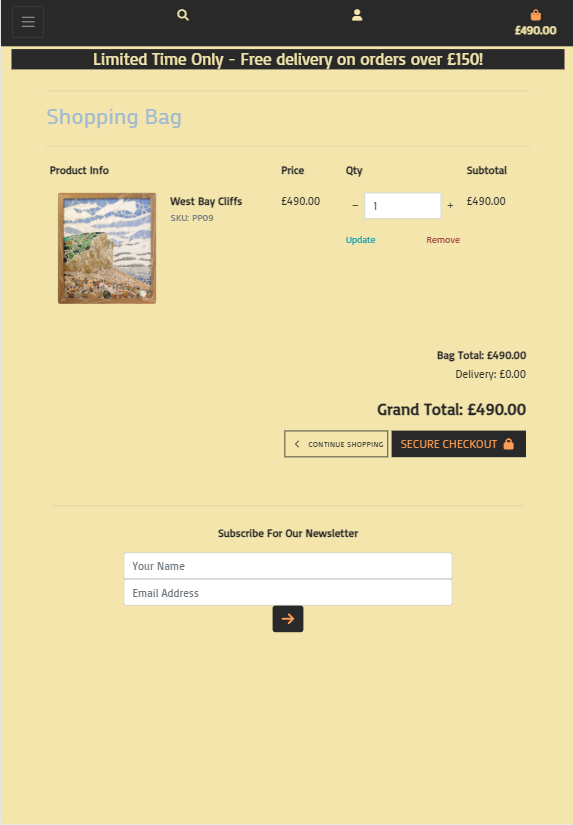 £490.00
Limited Time Only - Free delivery on orders over £150!
Shopping Bag
Product Info Price Qty Subtotal
West Bay Cliffs £490.00 − 1 + £490.00
SKU: PP09
Update Remove
Bag Total: £490.00
Delivery: £0.00
Grand Total: £490.00
CONTINUE SHOPPING SECURE CHECKOUT
Subscribe For Our Newsletter
Your Name
Email Address